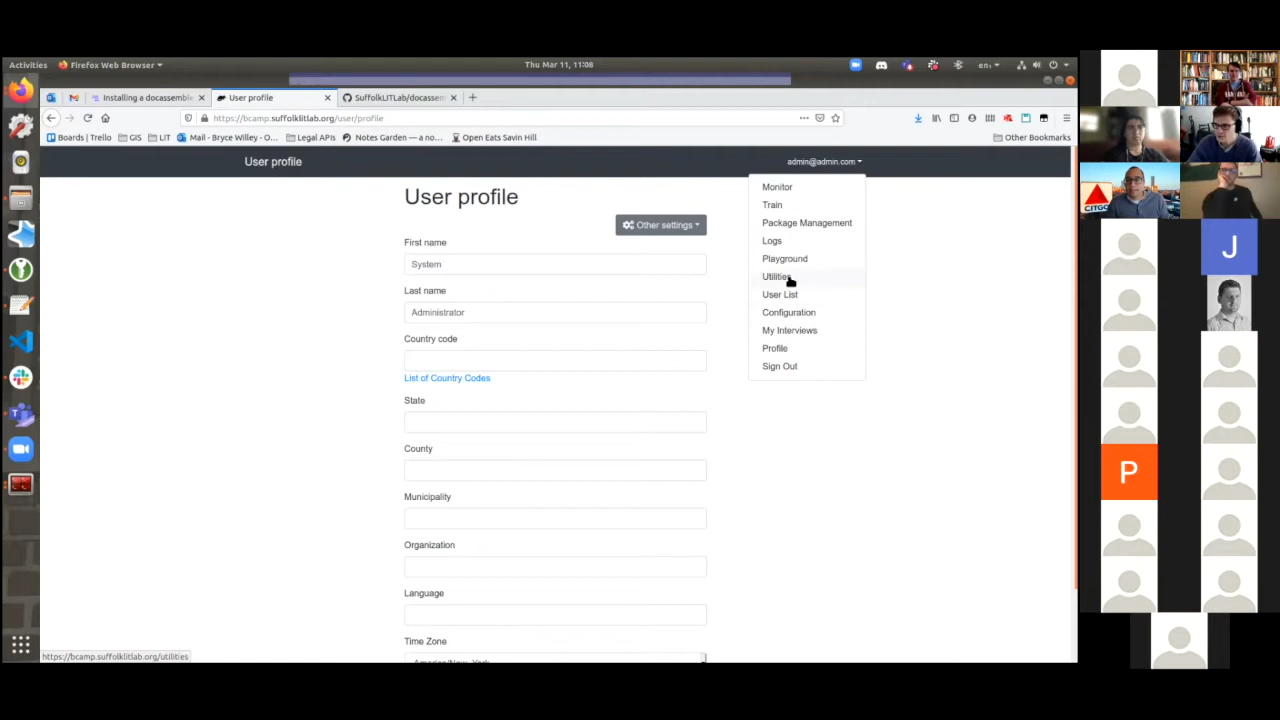 Activities
Firefox Web Browser
Thu Mar 11, 11:08
en₁
Installing a docassemble
User profile
SuffolkLITLab/docassem
https://bcamp.suffolklitlab.org/user/profile
Boards | Trello
GIS
LIT
Mail - Bryce Willey - O...
Legal APIs
Notes Garden — a no...
Open Eats Savin Hill
Other Bookmarks
User profile
admin@admin.com
User profile
Other settings
Monitor
Train
Package Management
Logs
Playground
Utilities
User List
Configuration
My Interviews
Profile
Sign Out
First name
System
Last name
Administrator
Country code
List of Country Codes
State
County
Municipality
Organization
Language
Time Zone
America/New_York
https://bcamp.suffolklitlab.org/utilities
CITGO
J
P